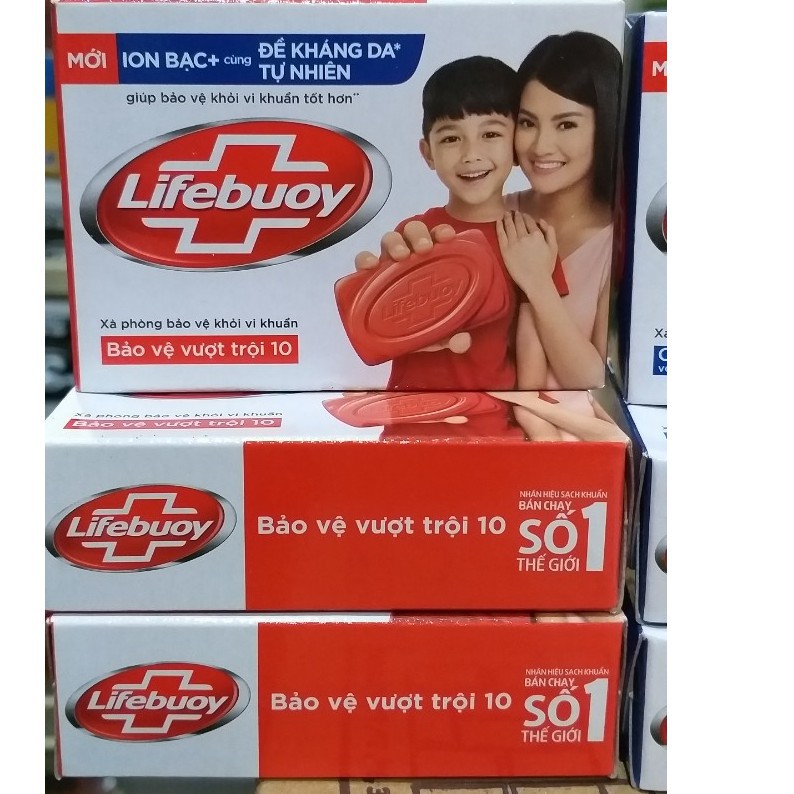 MỚI
ION BẠC+ cùng ĐỀ KHÁNG DA*
TỰ NHIÊN
giúp bảo vệ khỏi vi khuẩn tốt hơn**
Lifebuoy
Lifebuoy
Xà phòng bảo vệ khỏi vi khuẩn
Bảo vệ vượt trội 10
Xà phòng bảo vệ khỏi vi khuẩn
Bảo vệ vượt trội 10
Lifebuoy
Bảo vệ vượt trội 10
NHÃN HIỆU SẠCH KHUẨN
BÁN CHẠY
SỐ 1
THẾ GIỚI
Lifebuoy
Bảo vệ vượt trội 10
NHÃN HIỆU SẠCH KHUẨN
BÁN CHẠY
SỐ 1
THẾ GIỚI
M
Xà